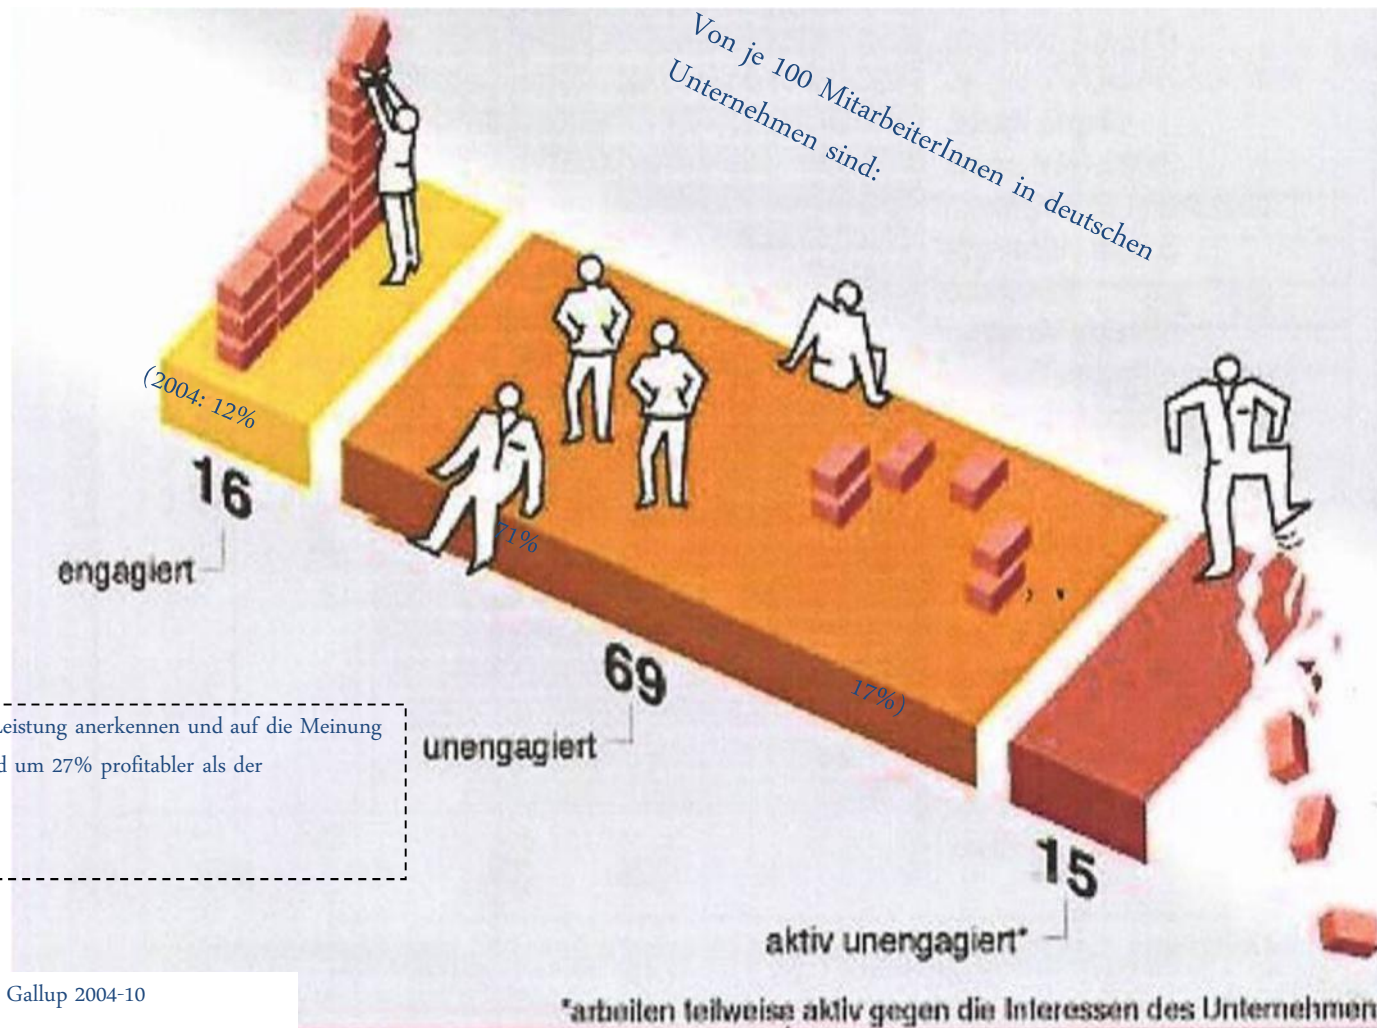 Von je 100 MitarbeiterInnen in deutschen
Unternehmen sind:
(2004: 12%
16
engagiert
71%
69
unengagiert
17%)
15
aktiv unengagiert*
Leistung anerkennen und auf die Meinung
um 27% profitabler als der
Gallup 2004-10
*arbeiten teilweise aktiv gegen die Interessen des Unternehmen